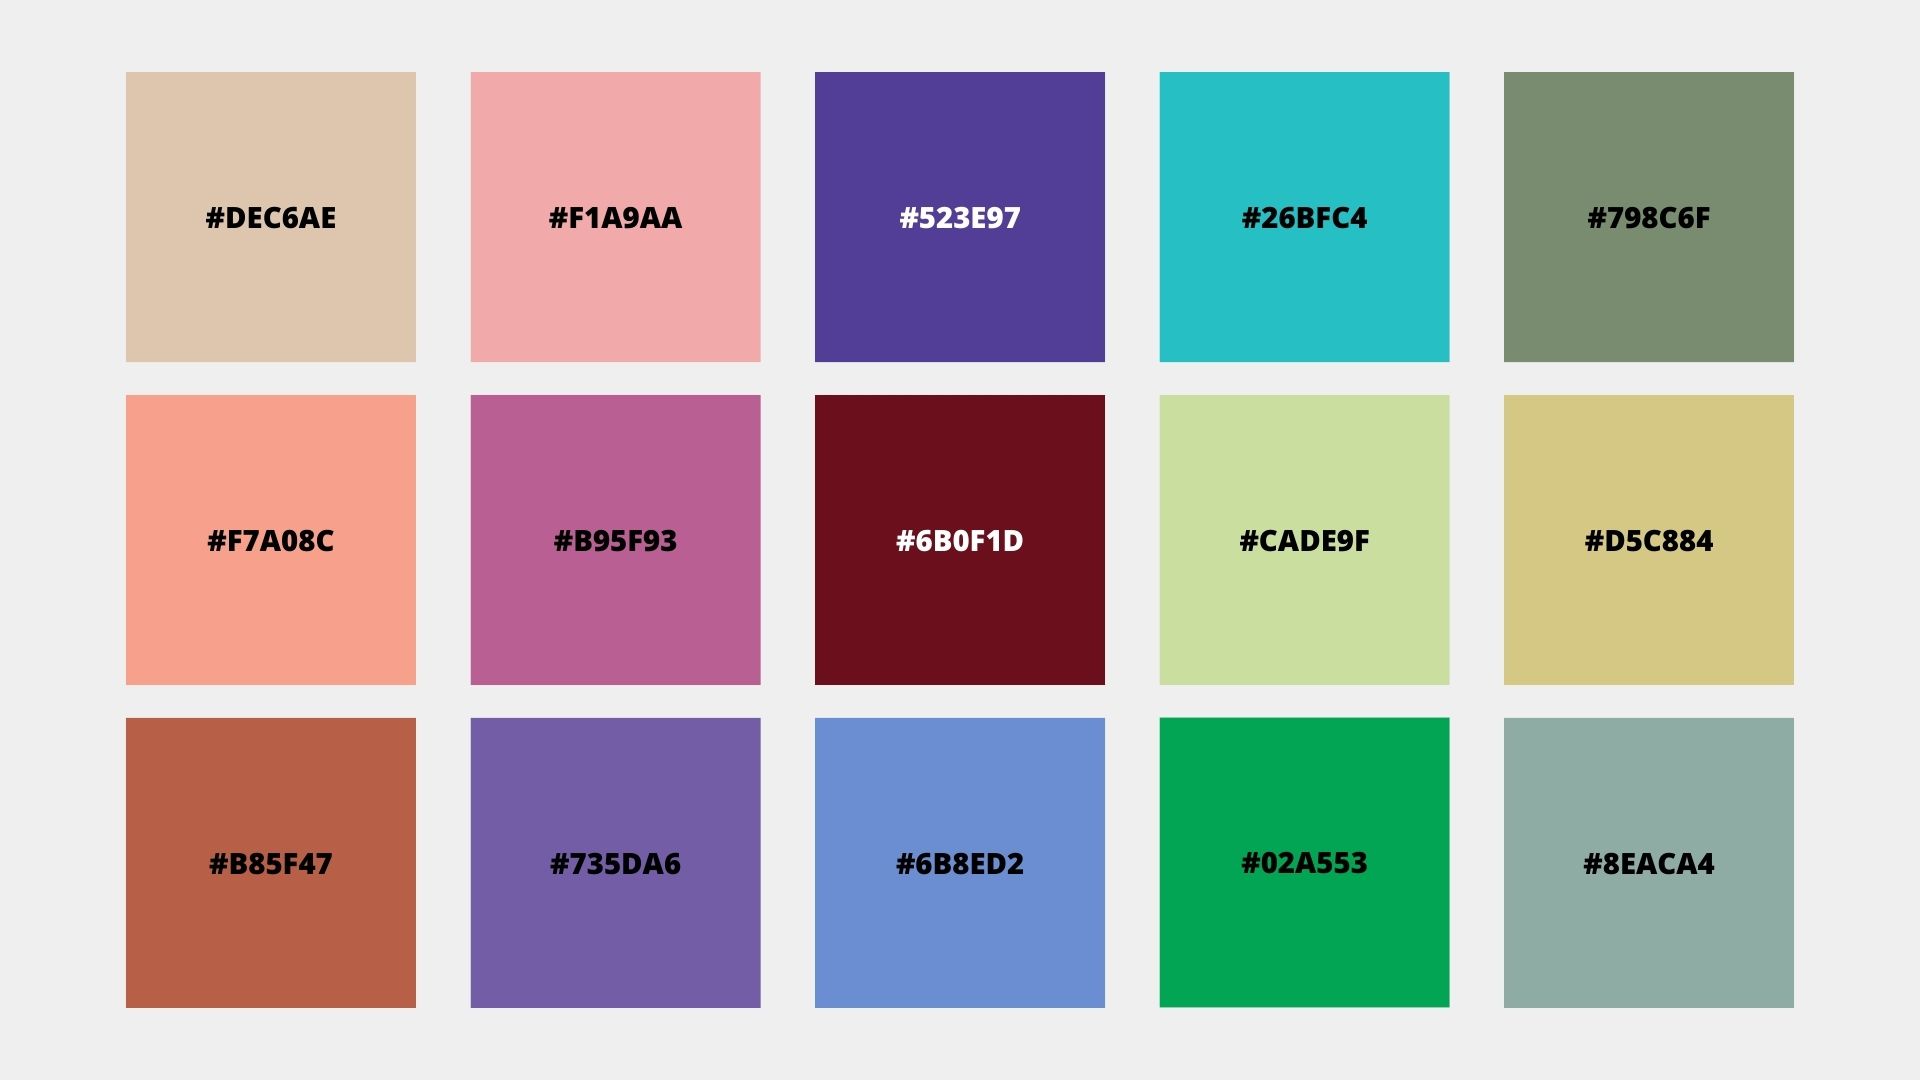 #DEC6AE
#F1A9AA
#523E97
#26BFC4
#798C6F
#F7A08C
#B95F93
#6B0F1D
#CADE9F
#D5C884
#B85F47
#735DA6
#6B8ED2
#02A553
#8EACA4